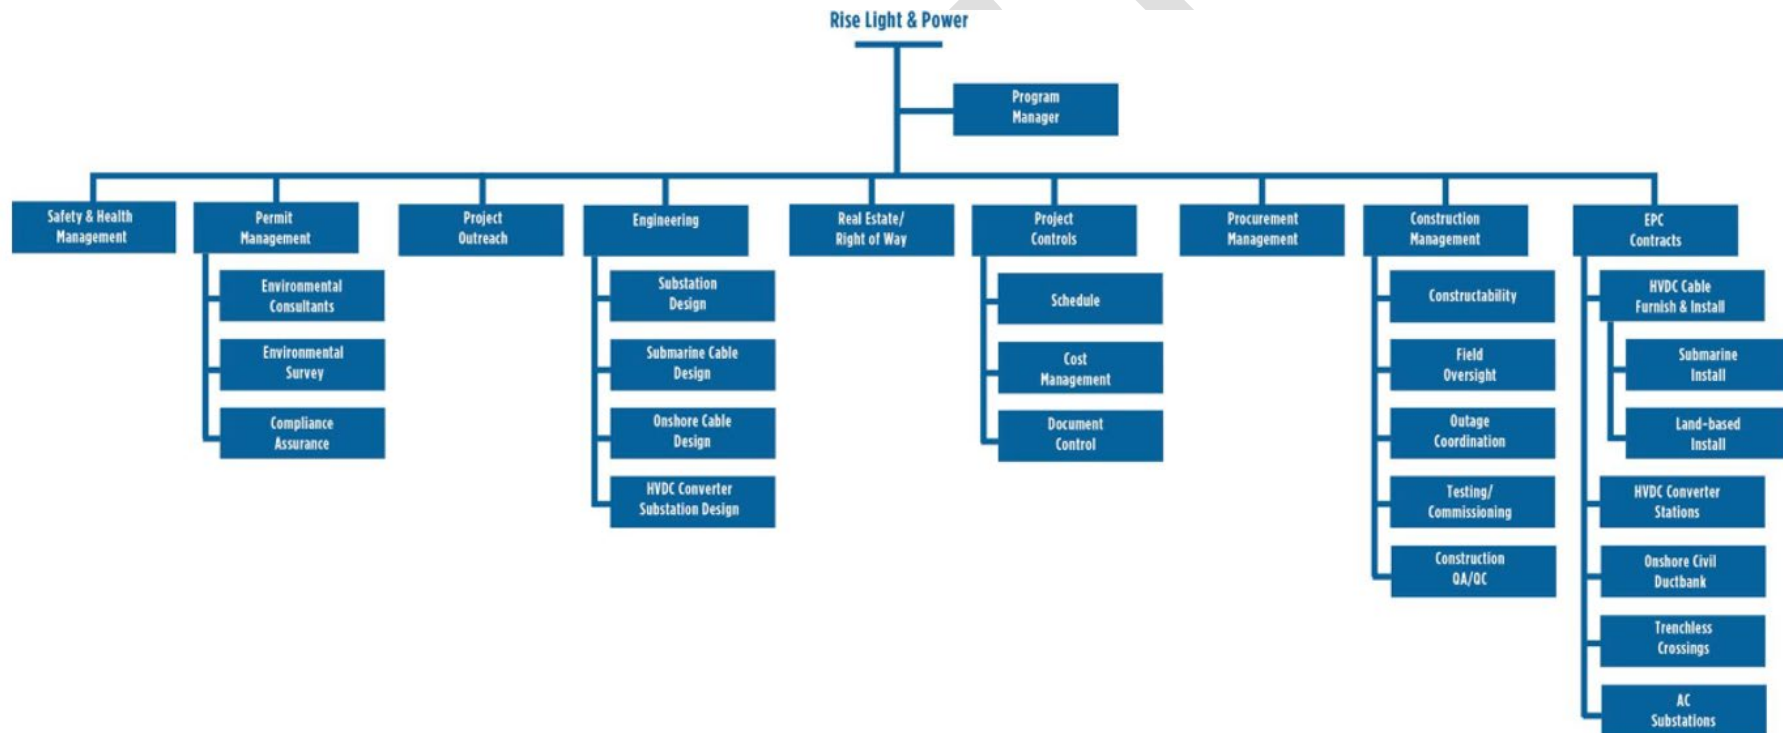 Rise Light & Power
Program
Manager
Safety & Health
Management
Permit
Management
Environmental
Consultants
Environmental
Survey
Compliance
Assurance
Project
Outreach
Engineering
Substation
Design
Submarine Cable
Design
Onshore Cable
Design
HVDC Converter
Substation Design
Real Estate/
Right of Way
Project
Controls
Schedule
Cost
Management
Document
Control
Procurement
Management
Construction
Management
Constructability
Field
Oversight
Outage
Coordination
Testing/
Commissioning
Construction
QA/QC
EPC
Contracts
HVDC Cable
Furnish & Install
Submarine
Install
Land-based
Install
HVDC Converter
Stations
Onshore Civil
Ductbank
Trenchless
Crossings
AC
Substations